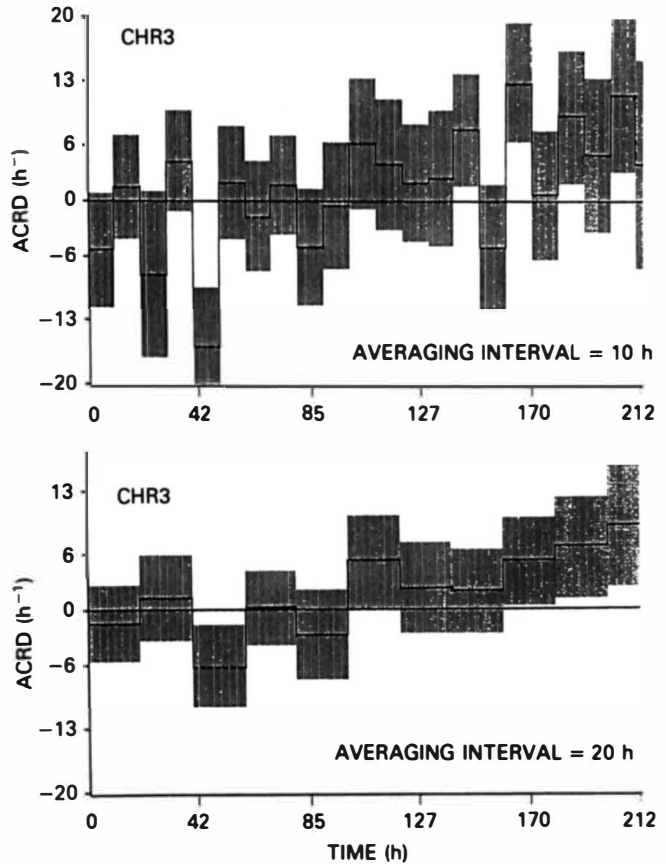 20
CHR3
13
6
0
−6
−13
−20
ACRD (h⁻)
AVERAGING INTERVAL = 10 h
0 42 85 127 170 212
CHR3
13
6
0
−6
−13
−20
ACRD (h⁻¹)
AVERAGING INTERVAL = 20 h
0 42 85 127 170 212
TIME (h)